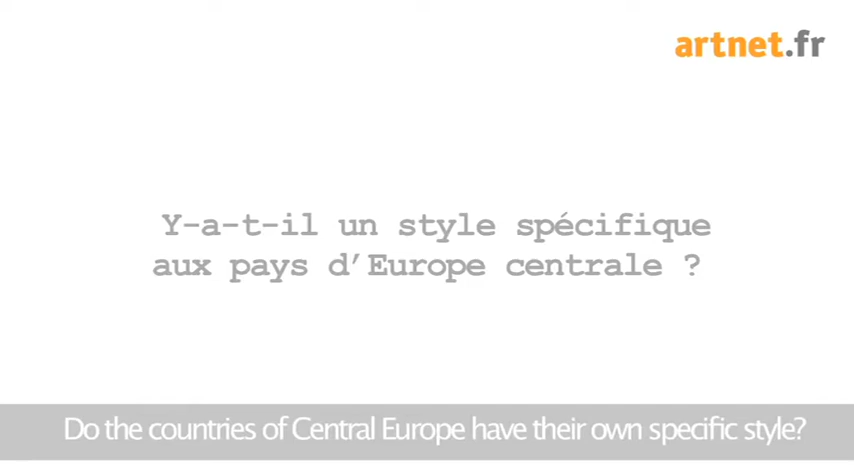 artnet.fr
Y-a-t-il un style spécifique
aux pays d’Europe centrale ?
Do the countries of Central Europe have their own specific style?